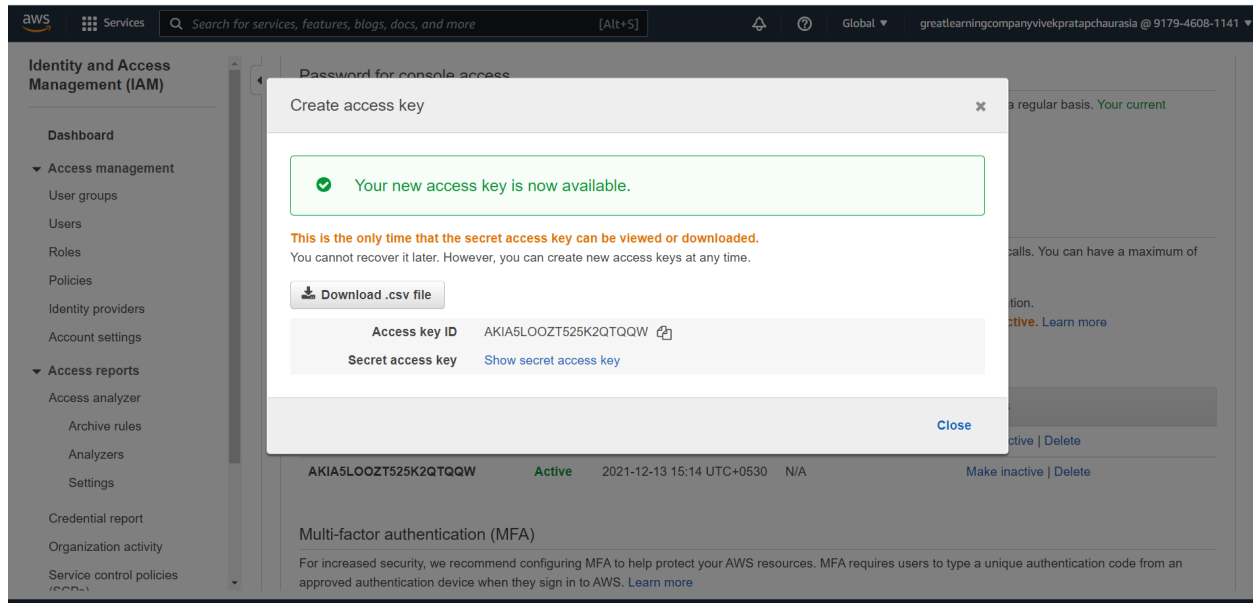 aws
Services
Search for services, features, blogs, docs, and more
[Alt+S]
Global
greatlearningcompanyvivekpratapchaurasia @ 9179-4608-1141
Identity and Access
Management (IAM)
Dashboard
Access management
User groups
Users
Roles
Policies
Identity providers
Account settings
Access reports
Access analyzer
Archive rules
Analyzers
Settings
Credential report
Organization activity
Service control policies
Password for console access
a regular basis. Your current
Create access key
Your new access key is now available.
This is the only time that the secret access key can be viewed or downloaded.
You cannot recover it later. However, you can create new access keys at any time.
Download .csv file
Access key ID AKIA5LOOZT525K2QTQQW
Secret access key Show secret access key
Close
calls. You can have a maximum of
tion.
ctive. Learn more
ctive | Delete
AKIA5LOOZT525K2QTQQW Active 2021-12-13 15:14 UTC+0530 N/A Make inactive | Delete
Multi-factor authentication (MFA)
For increased security, we recommend configuring MFA to help protect your AWS resources. MFA requires users to type a unique authentication code from an
approved authentication device when they sign in to AWS. Learn more